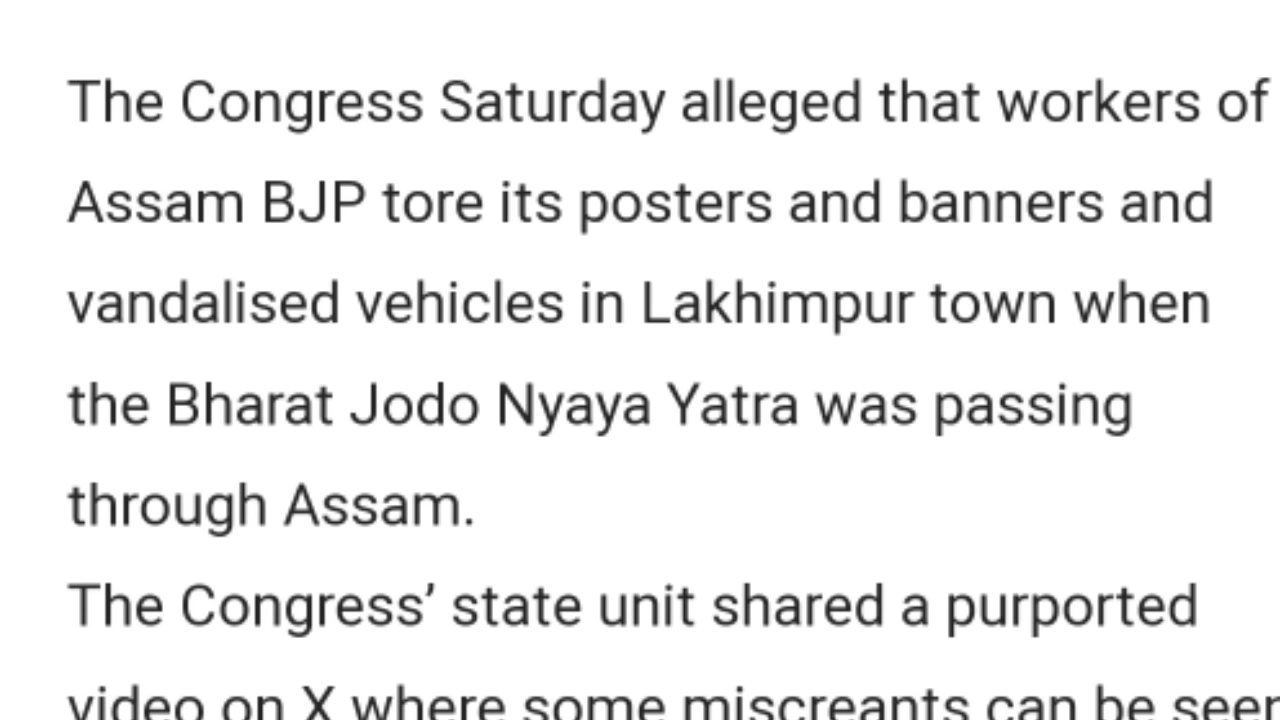 The Congress Saturday alleged that workers of
Assam BJP tore its posters and banners and
vandalised vehicles in Lakhimpur town when
the Bharat Jodo Nyaya Yatra was passing
through Assam.
The Congress’ state unit shared a purported
video on X where some miscreants can be seen